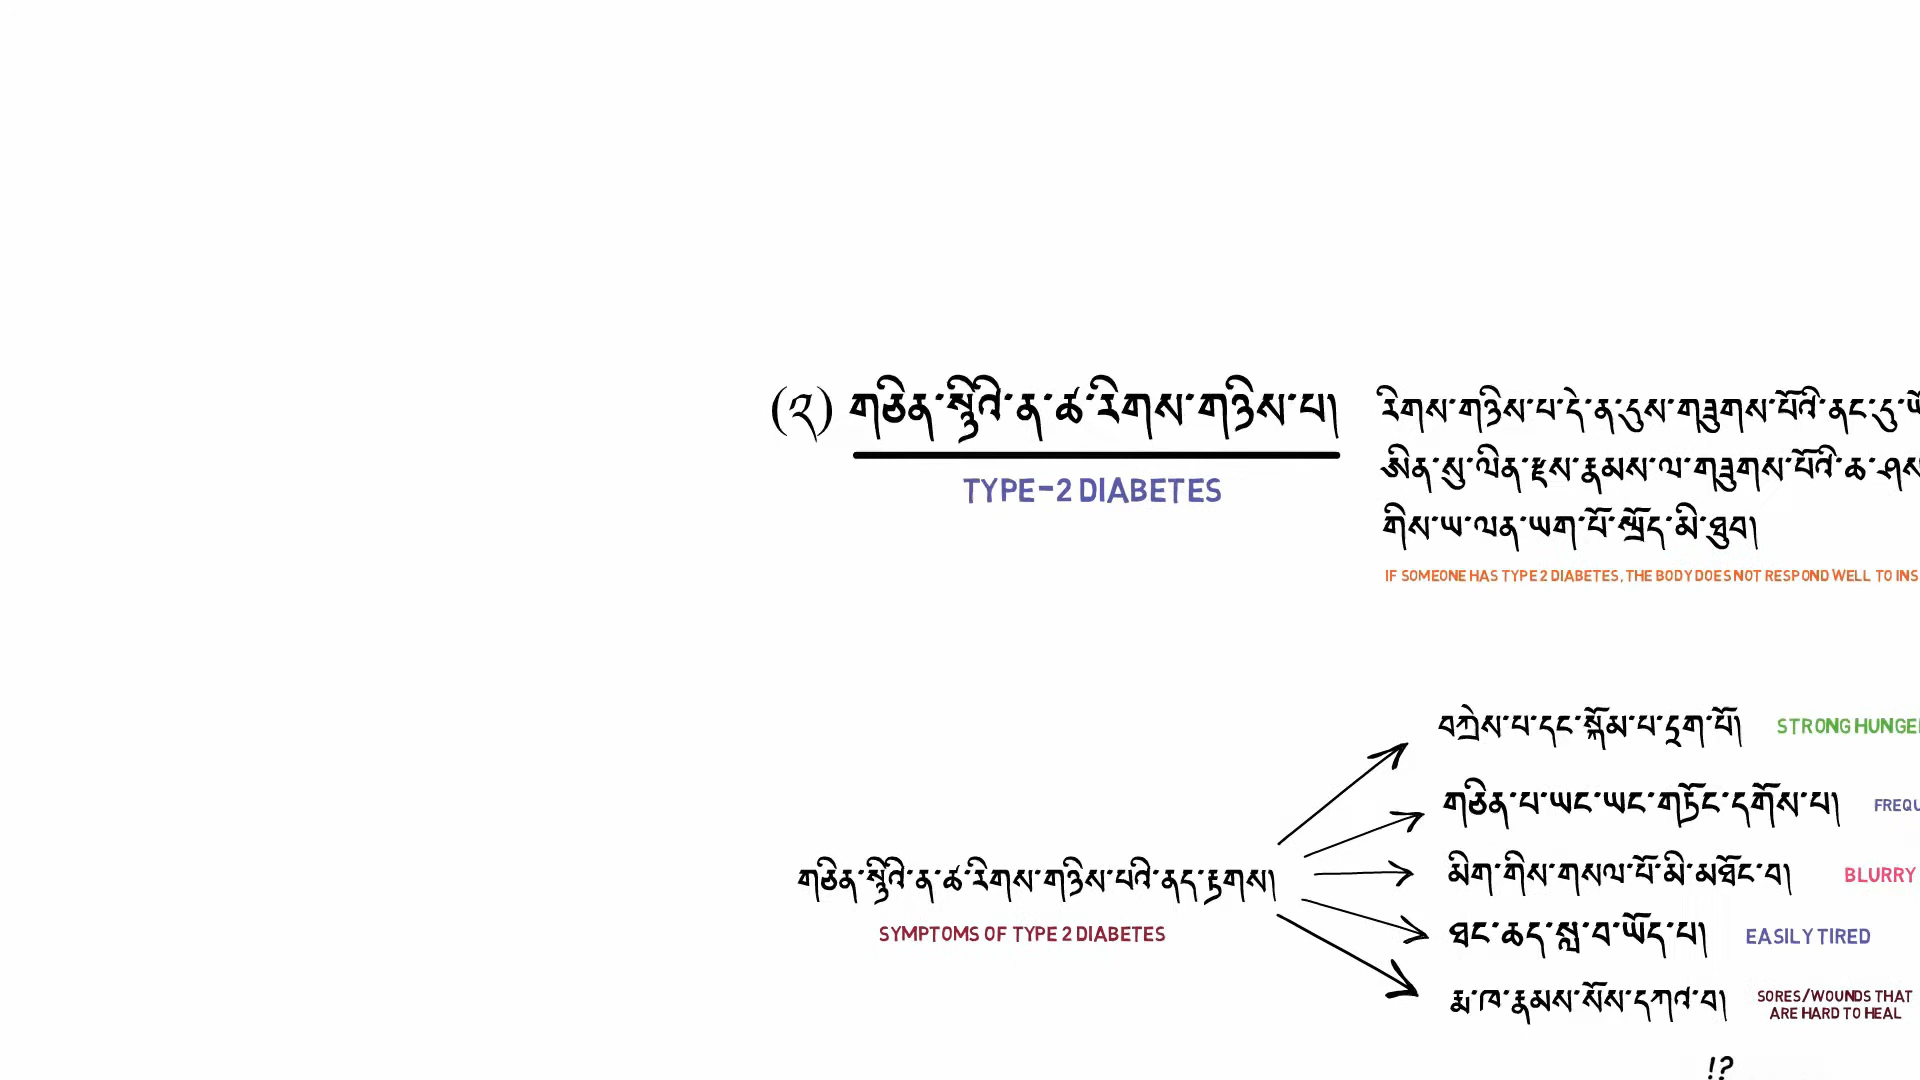 (༢) གཅིན་སྙིའི་ན་ཚ་རིགས་གཉིས་པ།
TYPE-2 DIABETES
རིགས་གཉིས་པ་དེ་ན་དུས་གཟུགས་པོའི་ནང་དུ་
ཨིན་སུ་ལིན་རྫས་རྣམས་ལ་གཟུགས་པོའི་ཆ་ཤས
གིས་ཡ་ལན་ཡག་པོ་སྤྲོད་མི་ཐུབ།
IF SOMEONE HAS TYPE 2 DIABETES, THE BODY DOES NOT RESPOND WELL TO INS
བཀྲེས་པ་དང་སྐོམ་པ་དྲག་པོ། STRONG HUNGE
གཅིན་པ་ཡང་ཡང་གཏོང་དགོས་པ། FREQU
མིག་གིས་གསལ་པོ་མི་མཐོང་བ། BLURRY
གཅིན་སྙིའི་ན་ཚ་རིགས་གཉིས་པའི་ནད་རྟགས།
SYMPTOMS OF TYPE 2 DIABETES
ཐང་ཆད་སླ་བ་ཡོད་པ། EASILY TIRED
རྨ་ཁ་རྣམས་སོས་དཀའ་བ། SORES/WOUNDS THAT
ARE HARD TO HEAL
!?